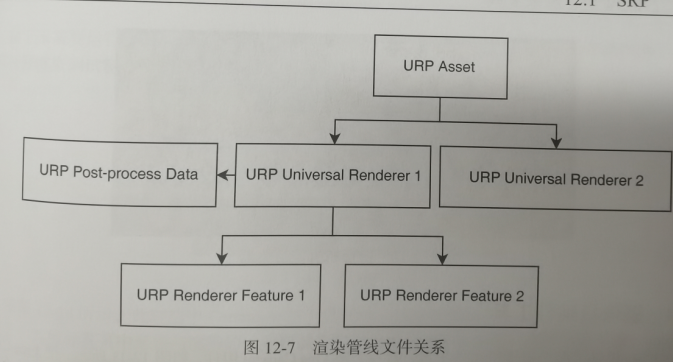 12.1 SRP
URP Asset
URP Post-process Data
URP Universal Renderer 1
URP Universal Renderer 2
URP Renderer Feature 1
URP Renderer Feature 2
图 12-7 渲染管线文件关系